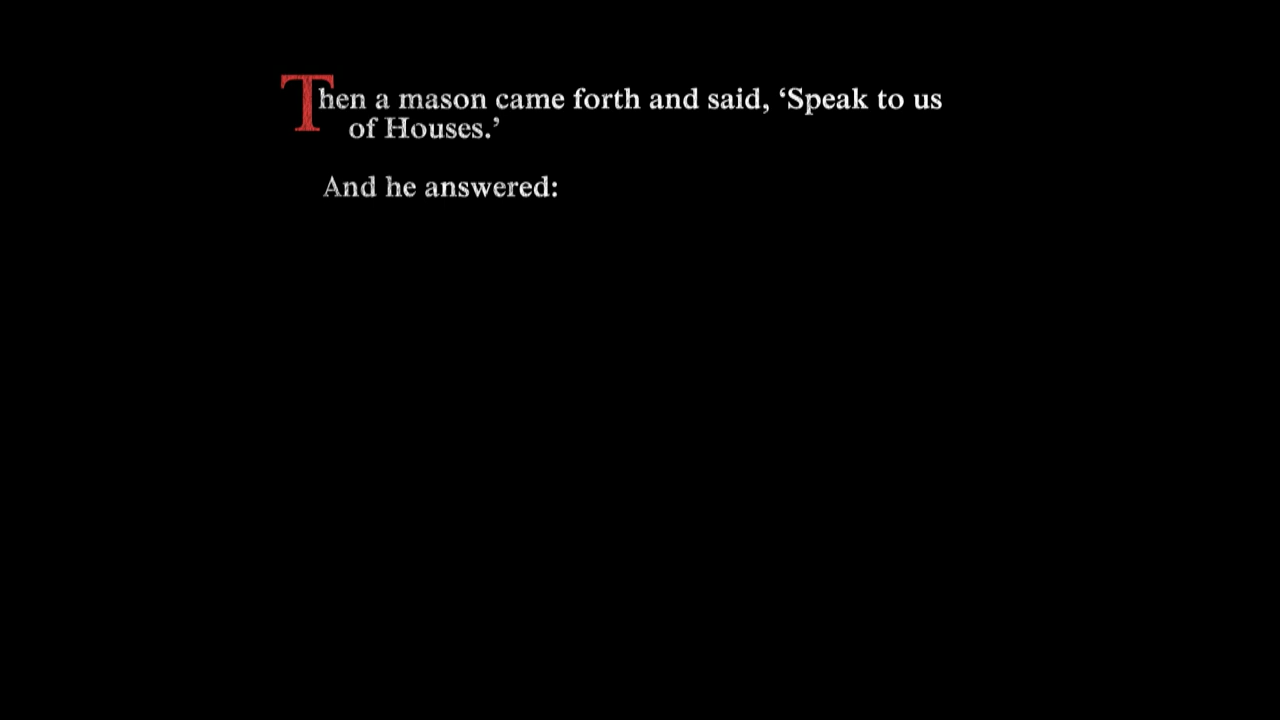 Then a mason came forth and said, ‘Speak to us
of Houses.’
And he answered: